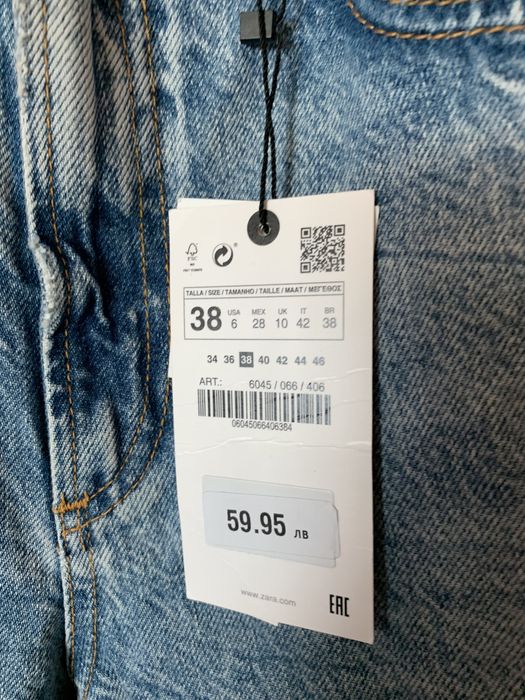 FSC
TALLA / SIZE / TAMANHO / TAILLE / MAAT / ΜΕΓΕΘΟΣ
38 USA 6 MEX 28 UK 10 IT 42 BR 38
34 36 38 40 42 44 46
ART.: 6045 / 066 / 406
06045066406384
59.95 лв
www.zara.com
EAC